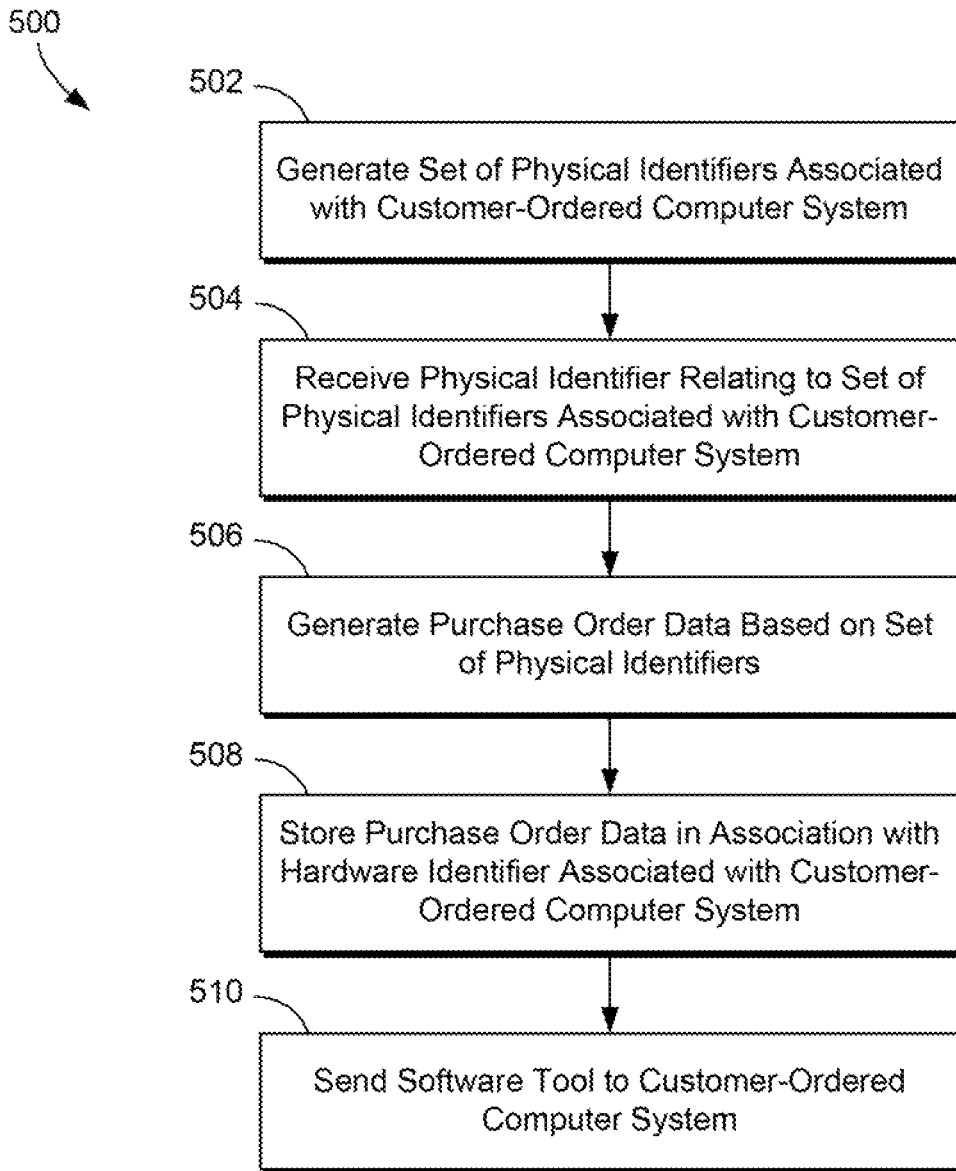 500
502
Generate Set of Physical Identifiers Associated
with Customer-Ordered Computer System
504
Receive Physical Identifier Relating to Set of
Physical Identifiers Associated with Customer-
Ordered Computer System
506
Generate Purchase Order Data Based on Set
of Physical Identifiers
508
Store Purchase Order Data in Association with
Hardware Identifier Associated with Customer-
Ordered Computer System
510
Send Software Tool to Customer-Ordered
Computer System